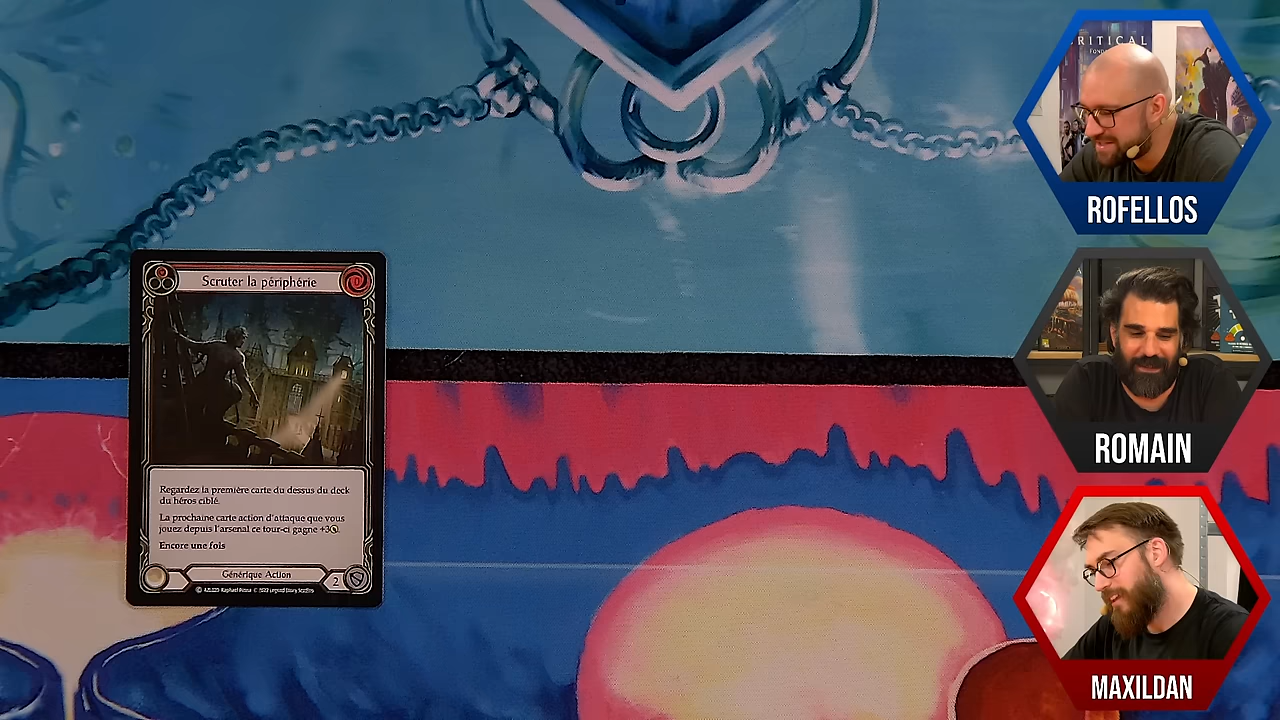 Scruter la périphérie
Regardez la première carte du dessus du deck
du héros ciblé.
La prochaine carte action d'attaque que vous
jouez depuis l'arsenal ce tour-ci gagne +3
Encore une fois
Générique Action
2
RITICAL
ROFELLOS
ROMAIN
MAXILDAN